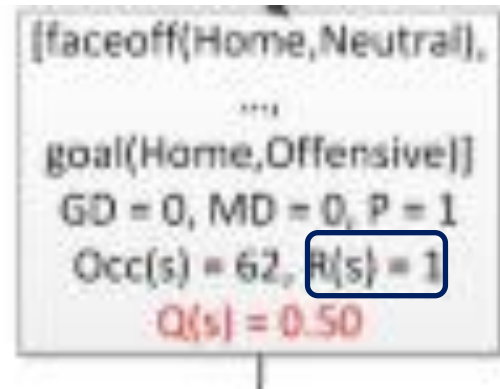 [faceoff(Home,Neutral),
...,
goal(Home,Offensive)]
GD = 0, MD = 0, P = 1
Occ(s) = 62, R(s) = 1
Q(s) = 0.50